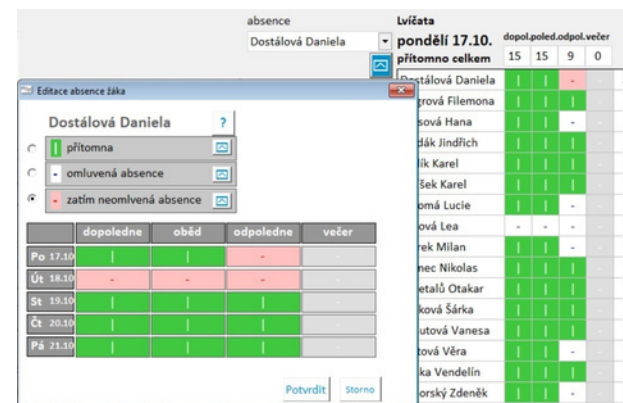 absence
Lvíčata
Dostálová Daniela
pondělí 17.10.
dopol. poled. odpol. večer
přítomno celkem
15 15 9 0
Editace absence žáka
Dostálová Daniela
?
| přítomna
- omluvená absence
- zatím neomlvená absence
dopoledne oběd odpoledne večer
Po 17.10 | | - -
Út 18.10 - - - -
St 19.10 | | | -
Čt 20.10 | | | -
Pá 21.10 | | | -
Potvrdit Storno
stálová Daniela | | - -
grová Filemona | | | -
sová Hana | | - -
dák Jindřich | | | -
lík Karel | | | -
šek Karel | | | -
omá Lucie | | - -
ová Lea - - - -
rek Milan | | - -
nec Nikolas | | | -
etalů Otakar | | | -
ková Šárka | | | -
utová Vanesa | | | -
tová Věra | | - -
ka Vendelín | | | -
orský Zdeněk | | - -